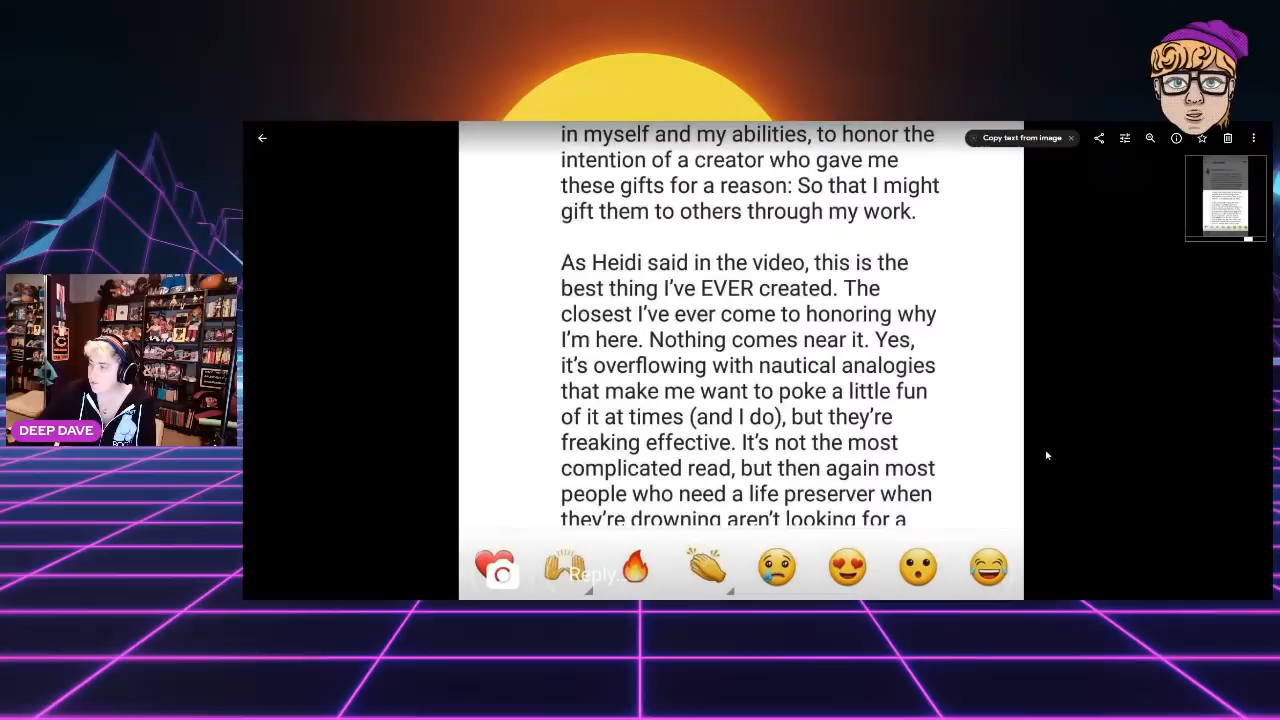 Copy text from image
in myself and my abilities, to honor the
intention of a creator who gave me
these gifts for a reason: So that I might
gift them to others through my work.
As Heidi said in the video, this is the
best thing I've EVER created. The
closest I've ever come to honoring why
I'm here. Nothing comes near it. Yes,
it's overflowing with nautical analogies
that make me want to poke a little fun
of it at times (and I do), but they're
freaking effective. It's not the most
complicated read, but then again most
people who need a life preserver when
they're drowning aren't looking for a
Reply...
DEEP DAVE